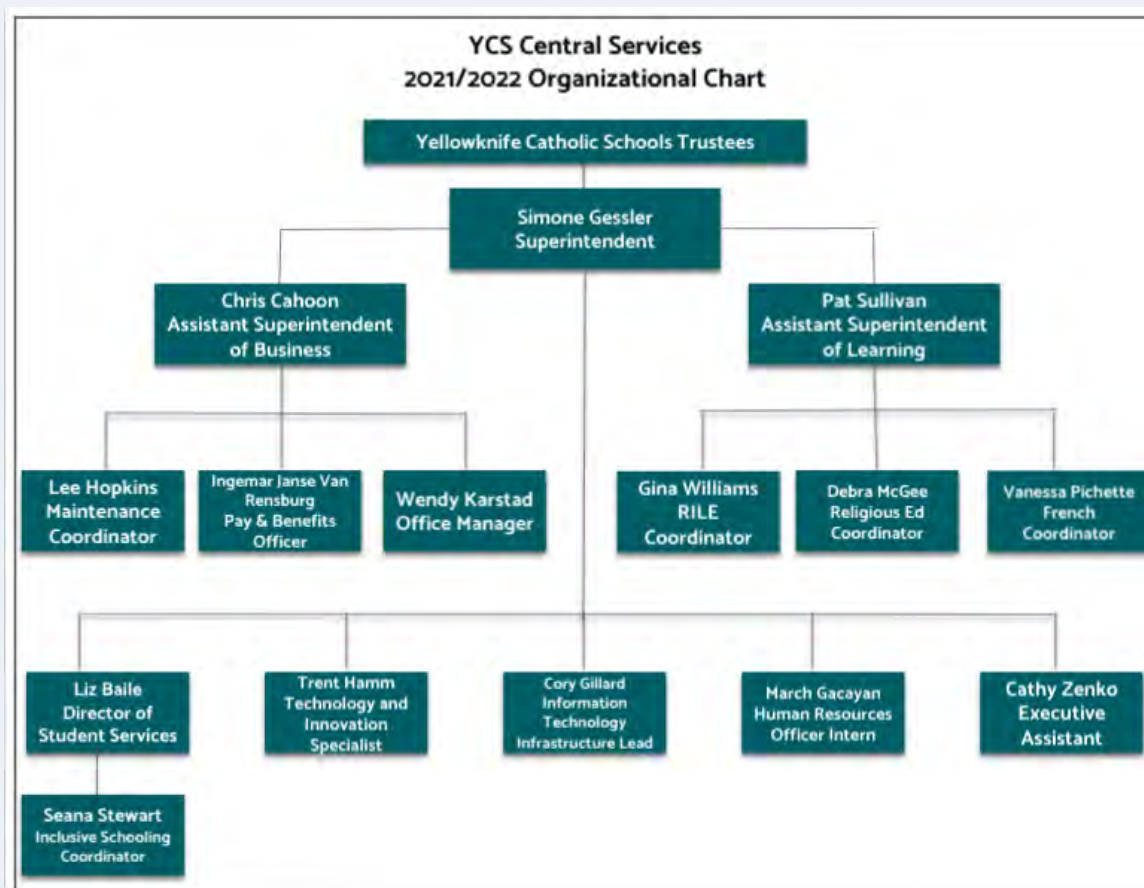 YCS Central Services
2021/2022 Organizational Chart
Yellowknife Catholic Schools Trustees
Simone Gessler
Superintendent
Chris Cahoon
Assistant Superintendent
of Business
Pat Sullivan
Assistant Superintendent
of Learning
Lee Hopkins
Maintenance
Coordinator
Ingemar Janse Van
Rensburg
Pay & Benefits
Officer
Wendy Karstad
Office Manager
Gina Williams
RILE
Coordinator
Debra McGee
Religious Ed
Coordinator
Vanessa Pichette
French
Coordinator
Liz Baile
Director of
Student Services
Trent Hamm
Technology and
Innovation
Specialist
Cory Gillard
Information
Technology
Infrastructure Lead
March Gacayan
Human Resources
Officer Intern
Cathy Zenko
Executive
Assistant
Seana Stewart
Inclusive Schooling
Coordinator